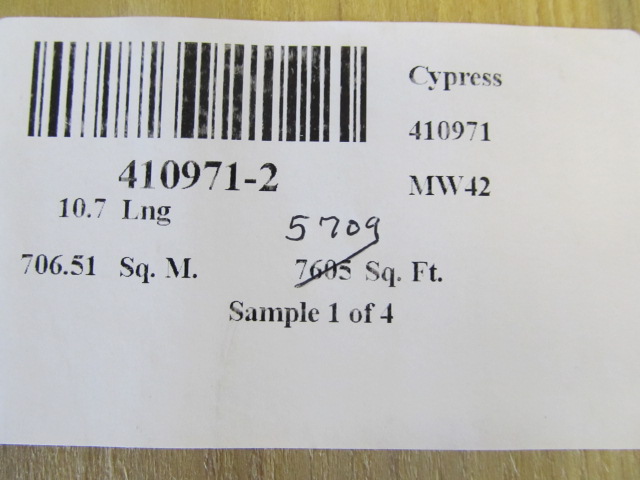 Cypress
410971
410971-2
MW42
10.7 Lng
5709
706.51 Sq. M. 7605 Sq. Ft.
Sample 1 of 4